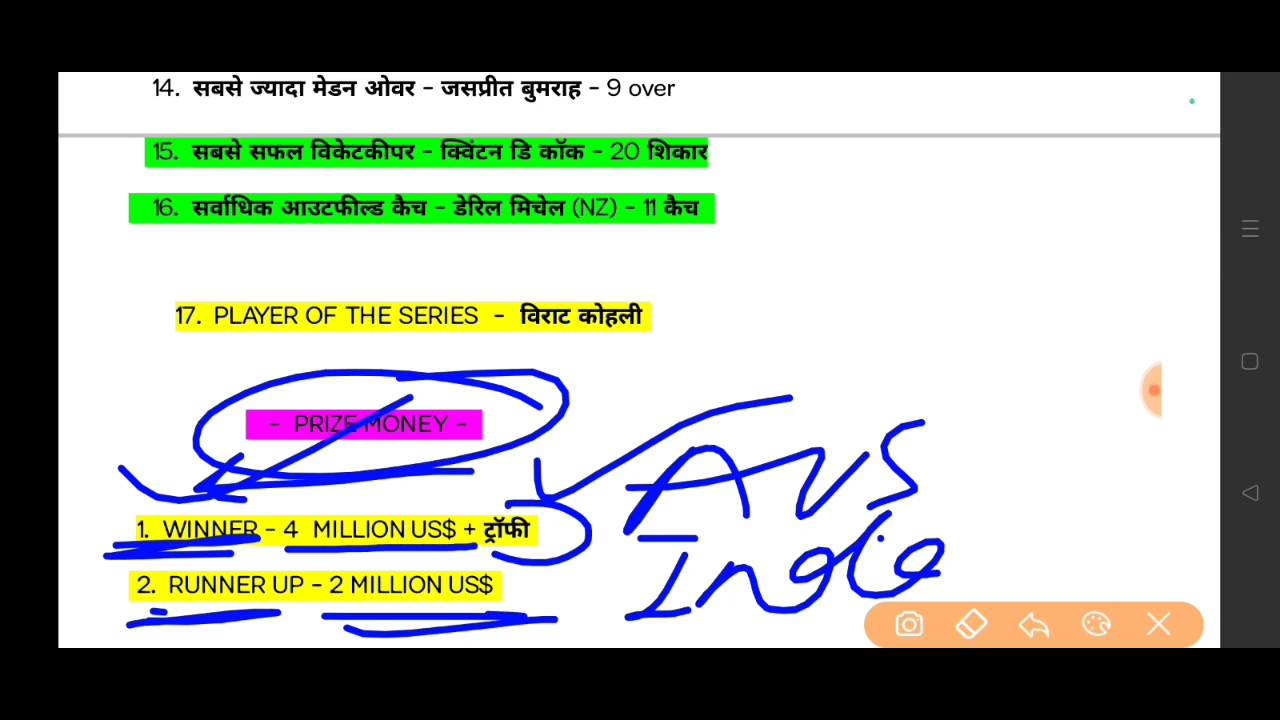 14. सबसे ज्यादा मेडन ओवर - जसप्रीत बुमराह - 9 over
15. सबसे सफल विकेटकीपर - क्विंटन डि कॉक - 20 शिकार
16. सर्वाधिक आउटफील्ड कैच - डेरिल मिचेल (NZ) - 11 कैच
17. PLAYER OF THE SERIES - विराट कोहली
- PRIZE MONEY -
AUS
1. WINNER - 4 MILLION US$ + ट्रॉफी
India
2. RUNNER UP - 2 MILLION US$